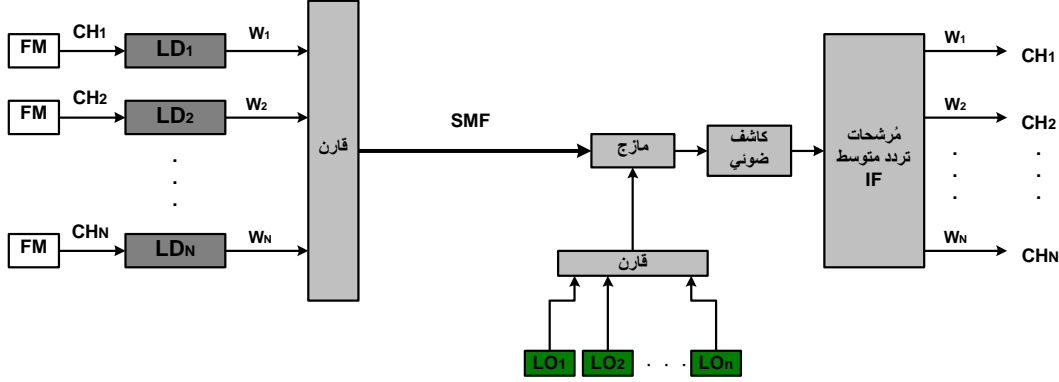 FM
CH1
LD1
W1
FM
CH2
LD2
W2
.
.
.
.
.
.
FM
CHN
LDN
WN
قارن
SMF
مازج
كاشف
ضوئي
قارن
LO1
LO2
. . .
LOn
مُرشحات
تردد متوسط
IF
W1
CH1
W2
CH2
.
.
.
.
.
.
WN
CHN